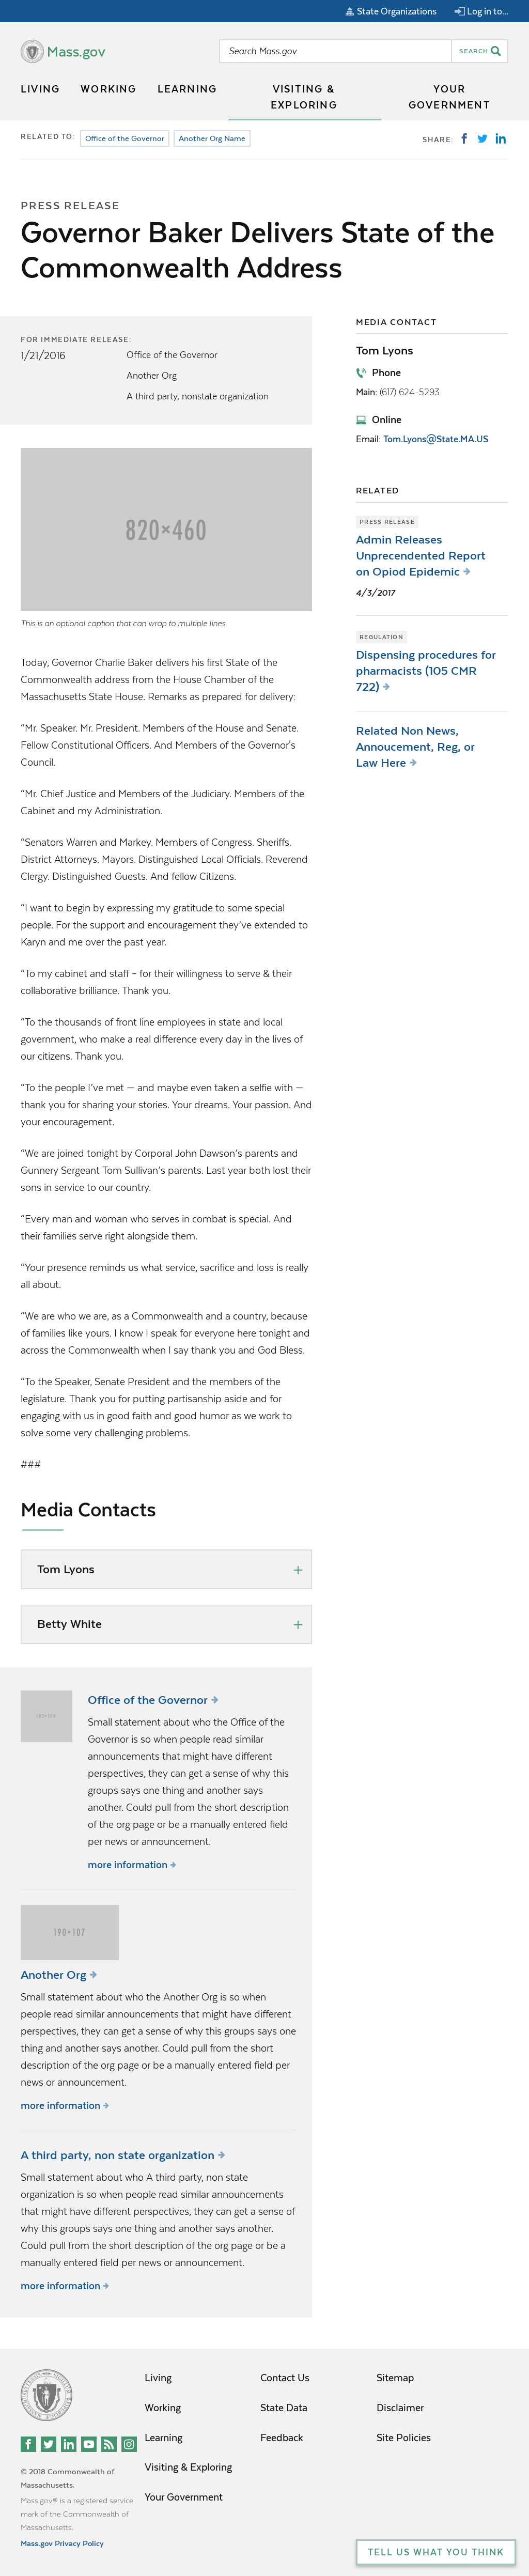 State Organizations
Log in to...
Mass.gov
Search Mass.gov
SEARCH
LIVING
WORKING
LEARNING
VISITING &
EXPLORING
YOUR
GOVERNMENT
RELATED TO:
Office of the Governor
Another Org Name
SHARE:
PRESS RELEASE
Governor Baker Delivers State of the
Commonwealth Address
FOR IMMEDIATE RELEASE:
1/21/2016
Office of the Governor
Another Org
A third party, nonstate organization
820×460
This is an optional caption that can wrap to multiple lines.
Today, Governor Charlie Baker delivers his first State of the
Commonwealth address from the House Chamber of the
Massachusetts State House. Remarks as prepared for delivery:
“Mr. Speaker. Mr. President. Members of the House and Senate.
Fellow Constitutional Officers. And Members of the Governor's
Council.
“Mr. Chief Justice and Members of the Judiciary. Members of the
Cabinet and my Administration.
“Senators Warren and Markey. Members of Congress. Sheriffs.
District Attorneys. Mayors. Distinguished Local Officials. Reverend
Clergy. Distinguished Guests. And fellow Citizens.
“I want to begin by expressing my gratitude to some special
people. For the support and encouragement they’ve extended to
Karyn and me over the past year.
“To my cabinet and staff – for their willingness to serve & their
collaborative brilliance. Thank you.
“To the thousands of front line employees in state and local
government, who make a real difference every day in the lives of
our citizens. Thank you.
“To the people I’ve met — and maybe even taken a selfie with —
thank you for sharing your stories. Your dreams. Your passion. And
your encouragement.
“We are joined tonight by Corporal John Dawson’s parents and
Gunnery Sergeant Tom Sullivan’s parents. Last year both lost their
sons in service to our country.
“Every man and woman who serves in combat is special. And
their families serve right alongside them.
“Your presence reminds us what service, sacrifice and loss is really
all about.
“We are who we are, as a Commonwealth and a country, because
of families like yours. I know I speak for everyone here tonight and
across the Commonwealth when I say thank you and God Bless.
“To the Speaker, Senate President and the members of the
legislature. Thank you for putting partisanship aside and for
engaging with us in good faith and good humor as we work to
solve some very challenging problems.
###
Media Contacts
Tom Lyons
Betty White
MEDIA CONTACT
Tom Lyons
Phone
Main: (617) 624-5293
Online
Email: Tom.Lyons@State.MA.US
RELATED
PRESS RELEASE
Admin Releases
Unprecendented Report
on Opiod Epidemic
4/3/2017
REGULATION
Dispensing procedures for
pharmacists (105 CMR
722)
Related Non News,
Annoucement, Reg, or
Law Here
100×100
Office of the Governor
Small statement about who the Office of the
Governor is so when people read similar
announcements that might have different
perspectives, they can get a sense of why this
groups says one thing and another says
another. Could pull from the short description
of the org page or be a manually entered field
per news or announcement.
more information
190×107
Another Org
Small statement about who the Another Org is so when
people read similar announcements that might have different
perspectives, they can get a sense of why this groups says one
thing and another says another. Could pull from the short
description of the org page or be a manually entered field per
news or announcement.
more information
A third party, non state organization
Small statement about who A third party, non state
organization is so when people read similar announcements
that might have different perspectives, they can get a sense of
why this groups says one thing and another says another.
Could pull from the short description of the org page or be a
manually entered field per news or announcement.
more information
Living
Working
Learning
Visiting & Exploring
Your Government
Contact Us
State Data
Feedback
Sitemap
Disclaimer
Site Policies
© 2018 Commonwealth of
Massachusetts.
Mass.gov® is a registered service
mark of the Commonwealth of
Massachusetts.
Mass.gov Privacy Policy
TELL US WHAT YOU THINK